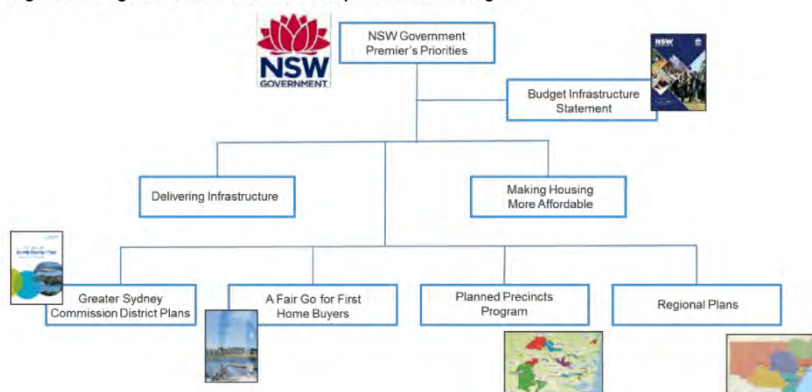 NSW
GOVERNMENT
NSW Government
Premier's Priorities
NSW
Budget Infrastructure
Statement
Delivering Infrastructure
Making Housing
More Affordable
Greater Sydney
Commission District Plans
A Fair Go for First
Home Buyers
Planned Precincts
Program
Regional Plans